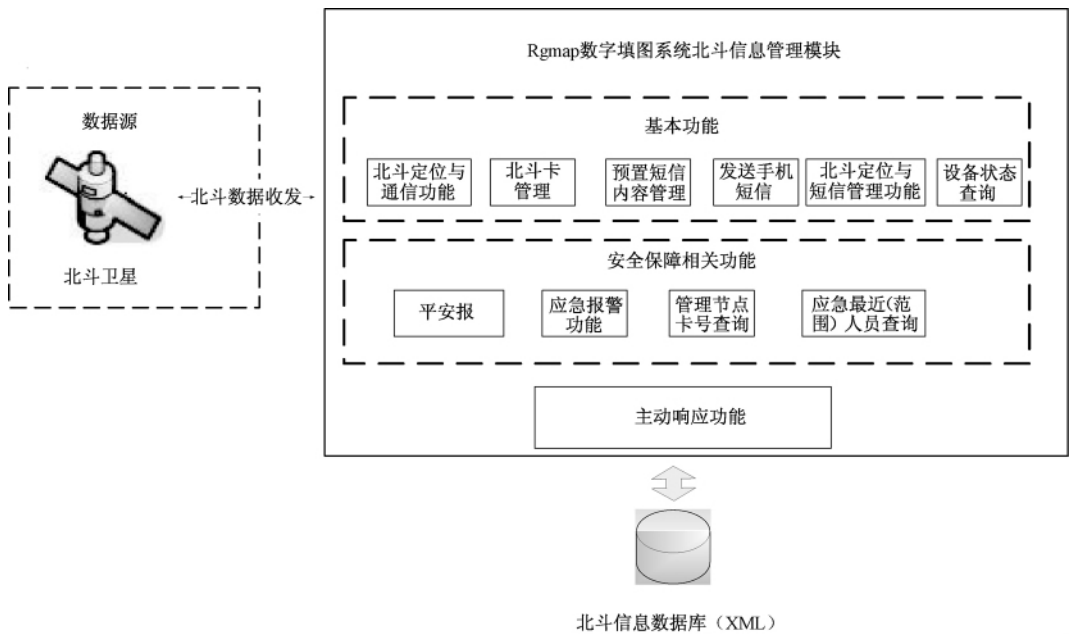 Rgmap数字填图系统北斗信息管理模块
数据源
北斗卫星
北斗数据收发
基本功能
北斗定位与
通信功能
北斗卡
管理
预置短信
内容管理
发送手机
短信
北斗定位与
短信管理功能
设备状态
查询
安全保障相关功能
平安报
应急报警
功能
管理节点
卡号查询
应急最近(范
围) 人员查询
主动响应功能
北斗信息数据库（XML）